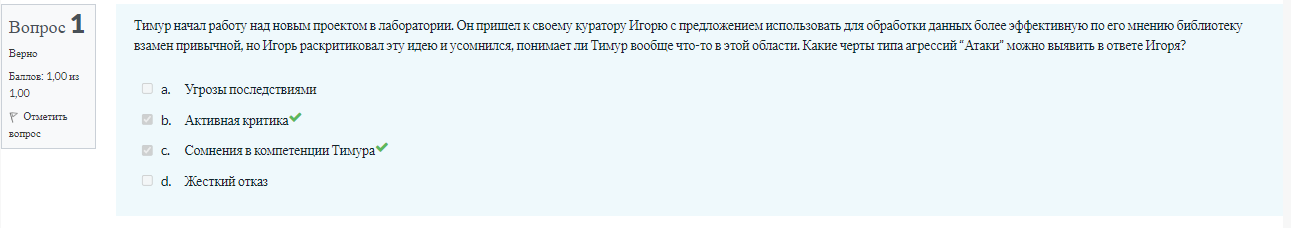 Вопрос 1
Верно
Баллов: 1,00 из
1,00
Отметить
вопрос
Тимур начал работу над новым проектом в лаборатории. Он пришел к своему куратору Игорю с предложением использовать для обработки данных более эффективную по его мнению библиотеку
взамен привычной, но Игорь раскритиковал эту идею и усомнился, понимает ли Тимур вообще что-то в этой области. Какие черты типа агрессий "Атаки" можно выявить в ответе Игоря?
a. Угрозы последствиями
b. Активная критика
c. Сомнения в компетенции Тимура
d. Жесткий отказ